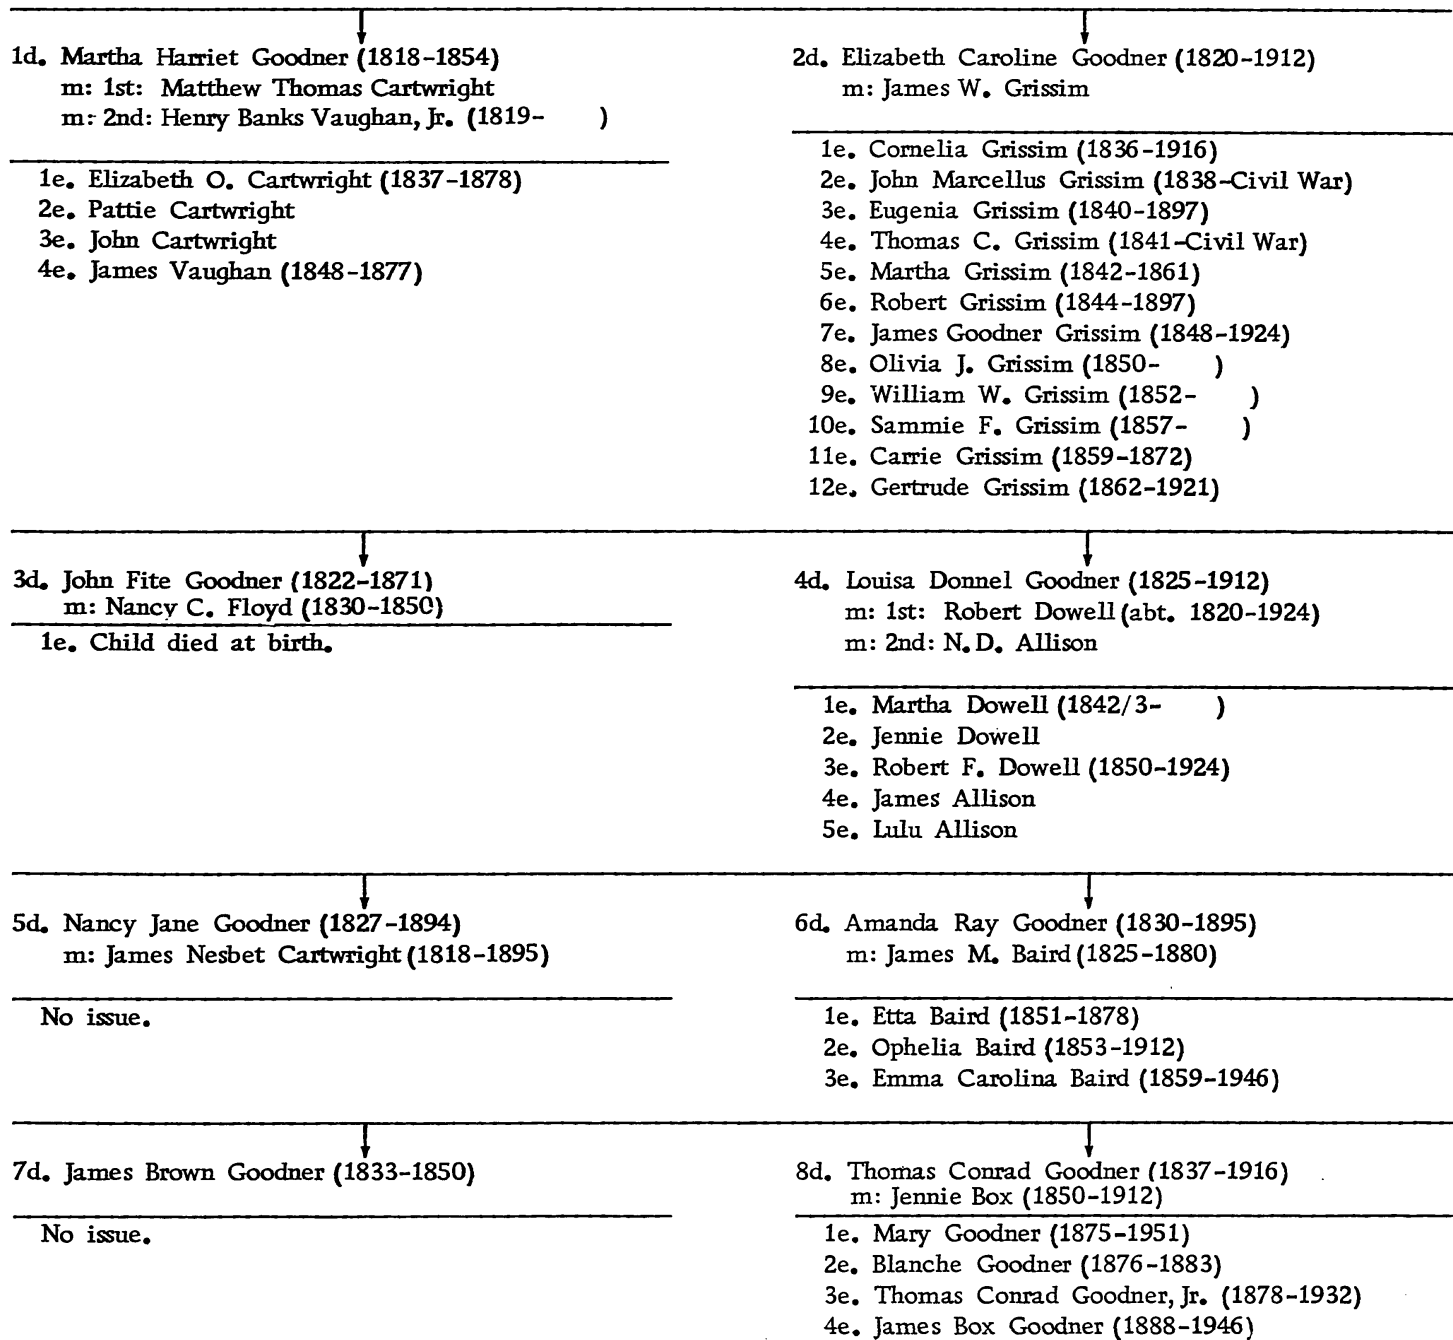 1d. Martha Harriet Goodner (1818-1854)
m: 1st: Matthew Thomas Cartwright
m: 2nd: Henry Banks Vaughan, Jr. (1819- )
1e. Elizabeth O. Cartwright (1837-1878)
2e. Pattie Cartwright
3e. John Cartwright
4e. James Vaughan (1848-1877)
2d. Elizabeth Caroline Goodner (1820-1912)
m: James W. Grissim
1e. Cornelia Grissim (1836-1916)
2e. John Marcellus Grissim (1838-Civil War)
3e. Eugenia Grissim (1840-1897)
4e. Thomas C. Grissim (1841-Civil War)
5e. Martha Grissim (1842-1861)
6e. Robert Grissim (1844-1897)
7e. James Goodner Grissim (1848-1924)
8e. Olivia J. Grissim (1850- )
9e. William W. Grissim (1852- )
10e. Sammie F. Grissim (1857- )
11e. Carrie Grissim (1859-1872)
12e. Gertrude Grissim (1862-1921)
3d. John Fite Goodner (1822-1871)
m: Nancy C. Floyd (1830-1850)
1e. Child died at birth.
4d. Louisa Donnel Goodner (1825-1912)
m: 1st: Robert Dowell (abt. 1820-1924)
m: 2nd: N.D. Allison
1e. Martha Dowell (1842/3- )
2e. Jennie Dowell
3e. Robert F. Dowell (1850-1924)
4e. James Allison
5e. Lulu Allison
5d. Nancy Jane Goodner (1827-1894)
m: James Nesbet Cartwright (1818-1895)
No issue.
6d. Amanda Ray Goodner (1830-1895)
m: James M. Baird (1825-1880)
1e. Etta Baird (1851-1878)
2e. Ophelia Baird (1853-1912)
3e. Emma Carolina Baird (1859-1946)
7d. James Brown Goodner (1833-1850)
No issue.
8d. Thomas Conrad Goodner (1837-1916)
m: Jennie Box (1850-1912)
1e. Mary Goodner (1875-1951)
2e. Blanche Goodner (1876-1883)
3e. Thomas Conrad Goodner, Jr. (1878-1932)
4e. James Box Goodner (1888-1946)